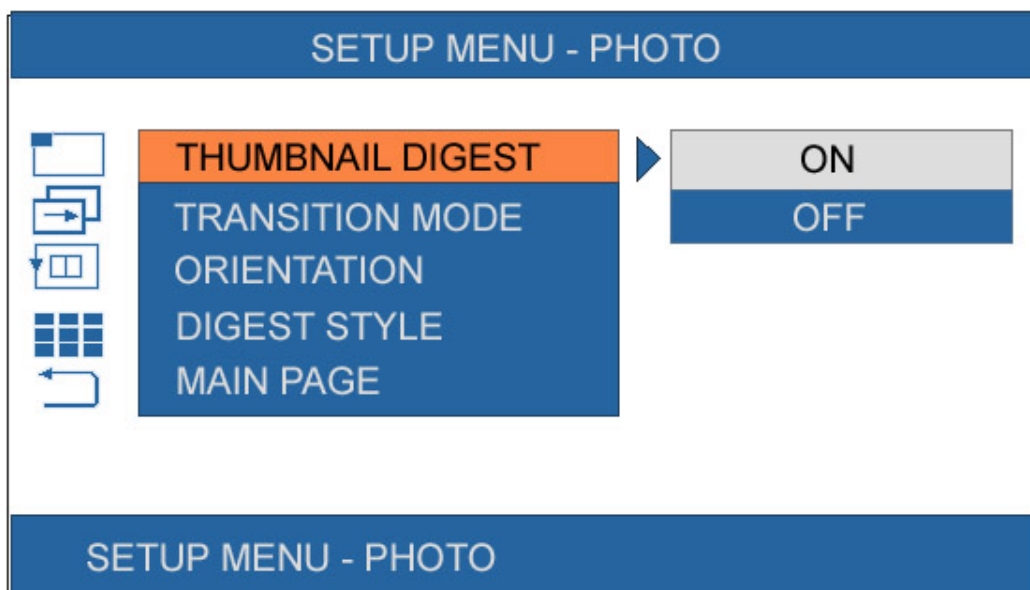 SETUP MENU - PHOTO
THUMBNAIL DIGEST
ON
TRANSITION MODE
OFF
ORIENTATION
DIGEST STYLE
MAIN PAGE
SETUP MENU - PHOTO